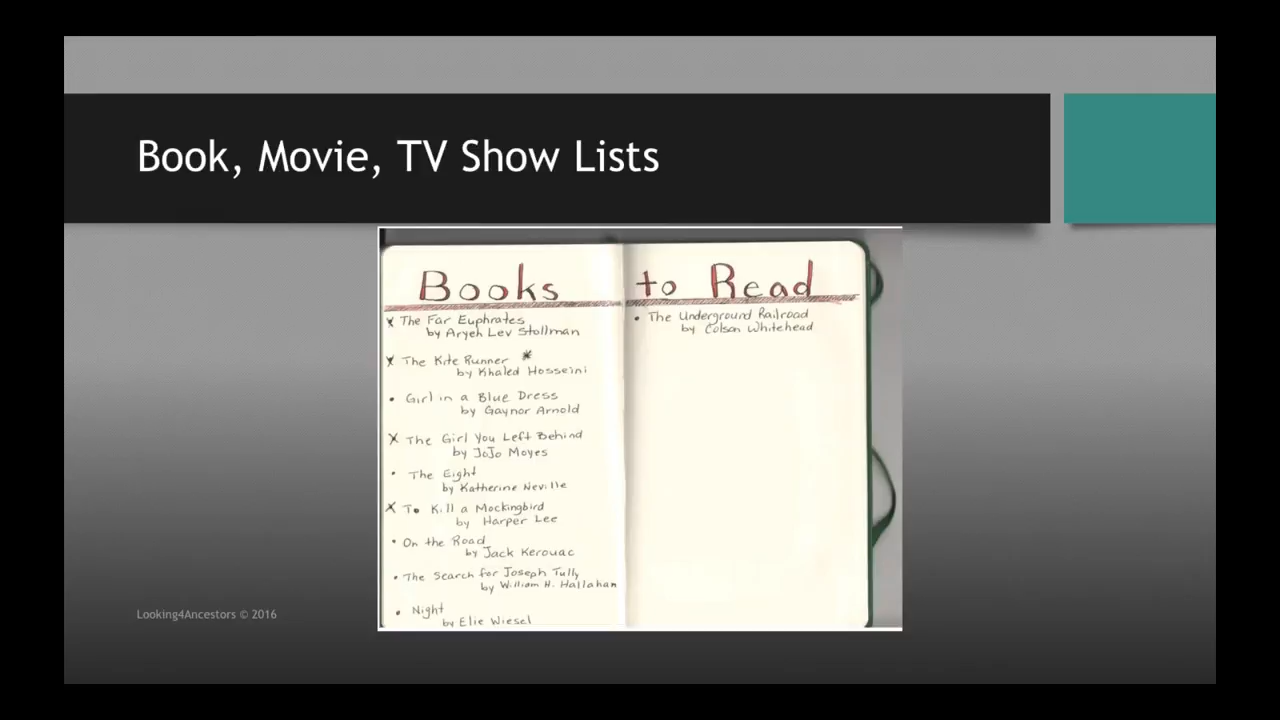 Book, Movie, TV Show Lists
Books to Read
x The Far Euphrates
by Aryeh Lev Stollman
x The Kite Runner *
by Khaled Hosseini
• Girl in a Blue Dress
by Gaynor Arnold
x The Girl You Left Behind
by JoJo Moyes
• The Eight
by Katherine Neville
x To Kill a Mockingbird
by Harper Lee
• On the Road
by Jack Kerouac
• The Search for Joseph Tully
by William H. Hallahan
• Night
by Elie Wiesel
• The Underground Railroad
by Colson Whitehead
Looking4Ancestors © 2016